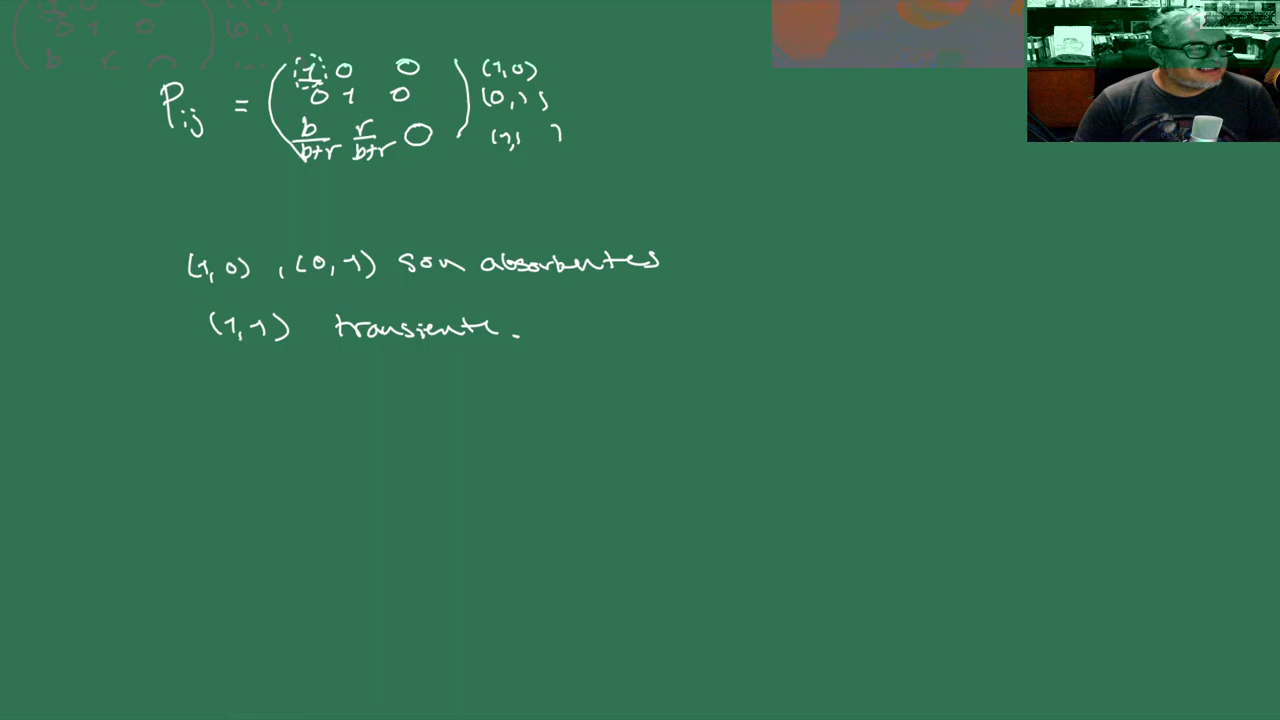 P_ij = ( 1 0 0 ) (1,0)
0 1 0 (0,1)
b/b+r r/b+r 0 (1,1)
(1,0) , (0,1) son absorbentes
(1,1) transiente.